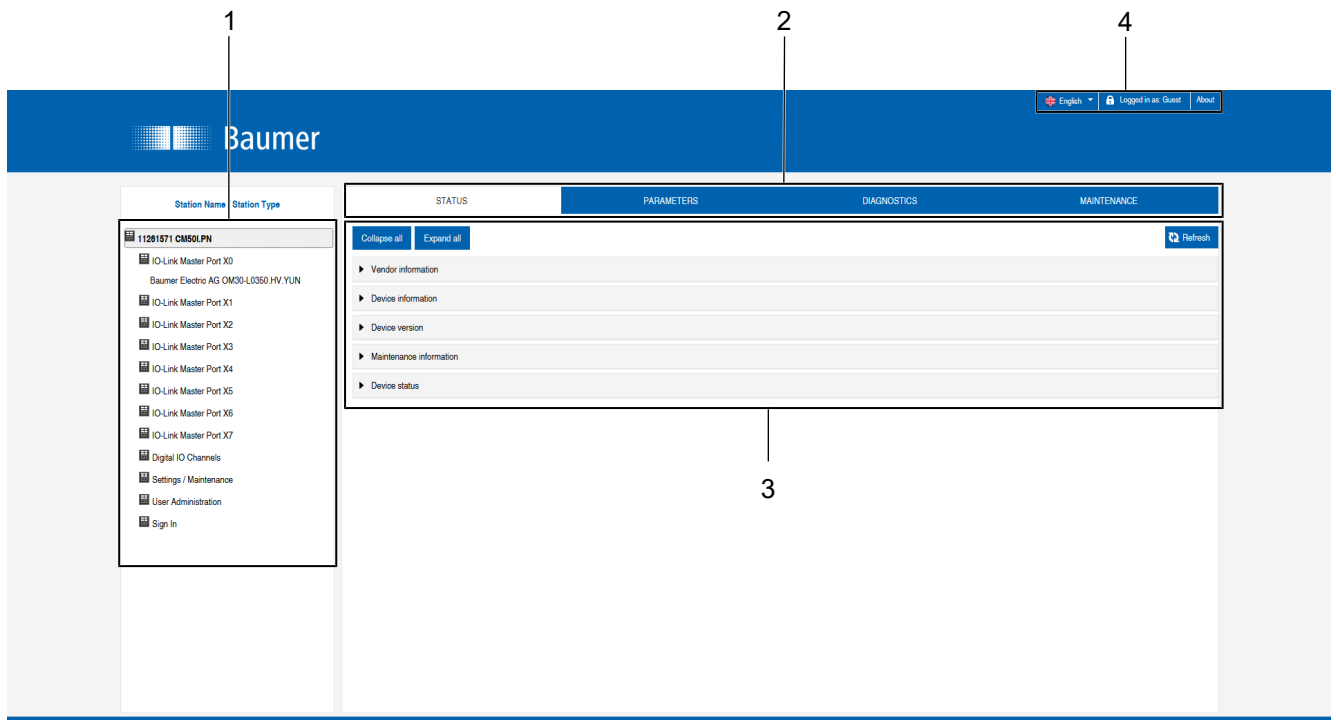 1
2
4
English
Logged in as: Guest
About
Baumer
Station Name
Station Type
STATUS
PARAMETERS
DIAGNOSTICS
MAINTENANCE
11261571 CM50I.PN
IO-Link Master Port X0
Baumer Electric AG OM30-L0350.HV.YUN
IO-Link Master Port X1
IO-Link Master Port X2
IO-Link Master Port X3
IO-Link Master Port X4
IO-Link Master Port X5
IO-Link Master Port X6
IO-Link Master Port X7
Digital IO Channels
Settings / Maintenance
User Administration
Sign In
Collapse all
Expand all
Refresh
Vendor information
Device information
Device version
Maintenance information
Device status
3